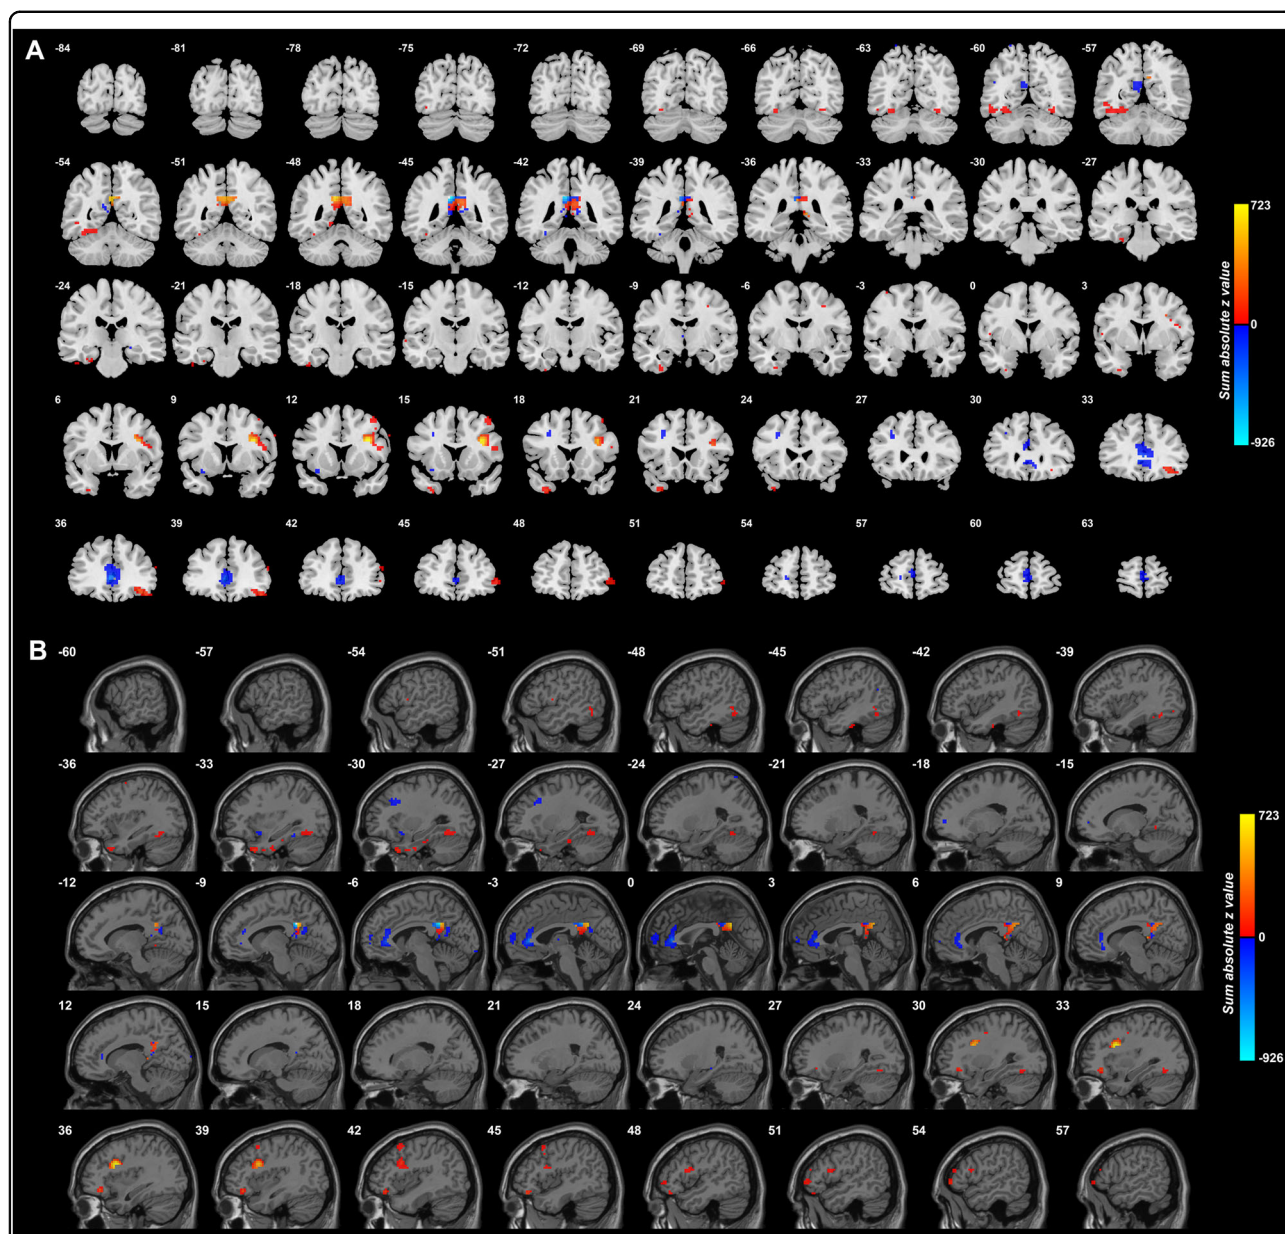 A
-84 -81 -78 -75 -72 -69 -66 -63 -60 -57
-54 -51 -48 -45 -42 -39 -36 -33 -30 -27
-24 -21 -18 -15 -12 -9 -6 -3 0 3
6 9 12 15 18 21 24 27 30 33
36 39 42 45 48 51 54 57 60 63
723
0
-926
Sum absolute z value
B
-60 -57 -54 -51 -48 -45 -42 -39
-36 -33 -30 -27 -24 -21 -18 -15
-12 -9 -6 -3 0 3 6 9
12 15 18 21 24 27 30 33
36 39 42 45 48 51 54 57
723
0
-926
Sum absolute z value